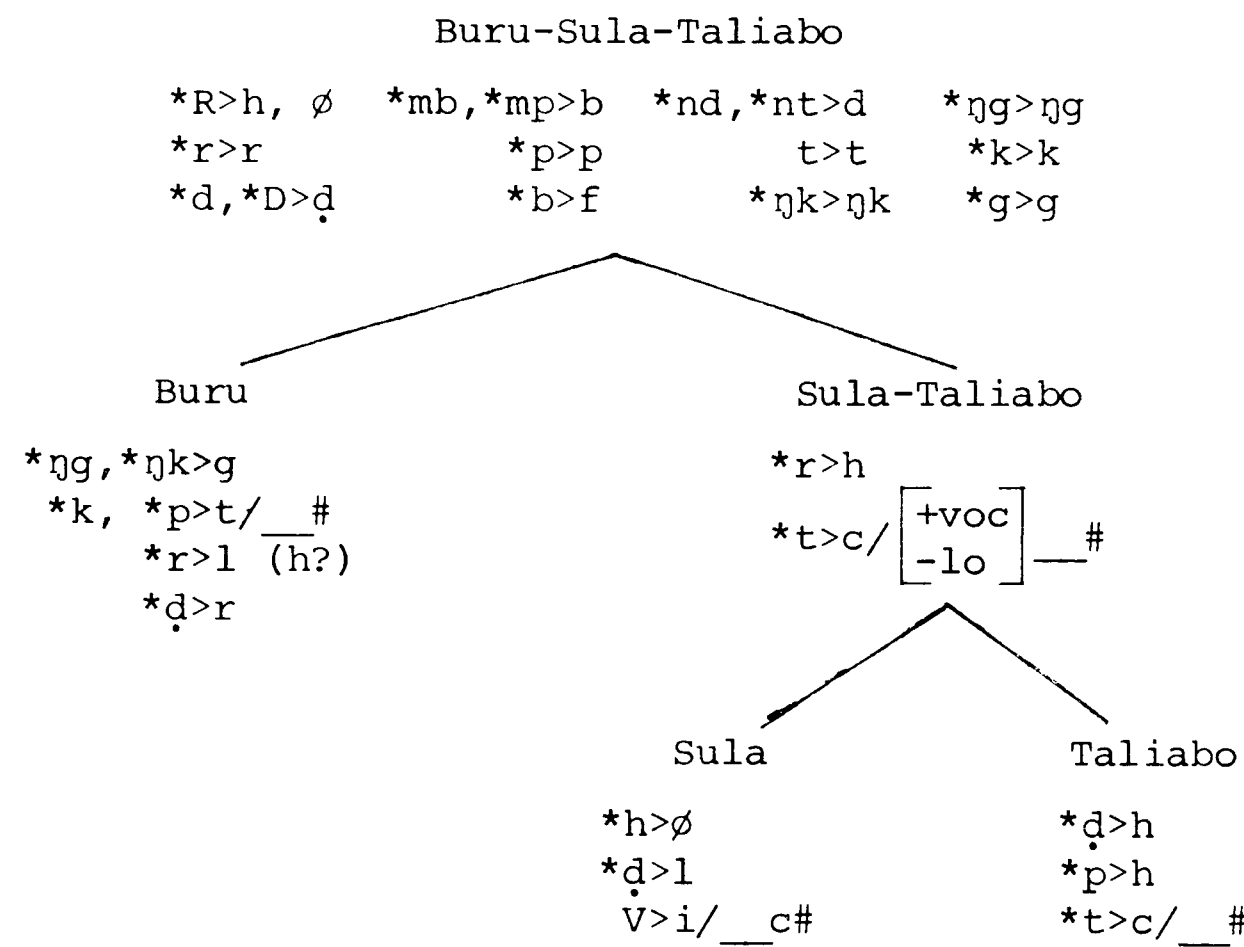 Buru-Sula-Taliabo
*R>h, ø *mb,*mp>b *nd,*nt>d *ŋg>ŋg
*r>r *p>p t>t *k>k
*d,*D>ḍ *b>f *ŋk>ŋk *g>g
Buru Sula-Taliabo
*ŋg,*ŋk>g
*k, *p>t/__#
*r>l (h?)
*ḍ>r
*r>h
*t>c/[+voc
-lo]__#
Sula Taliabo
*h>ø *ḍ>h
*ḍ>l *p>h
V>i/__c# *t>c/__#